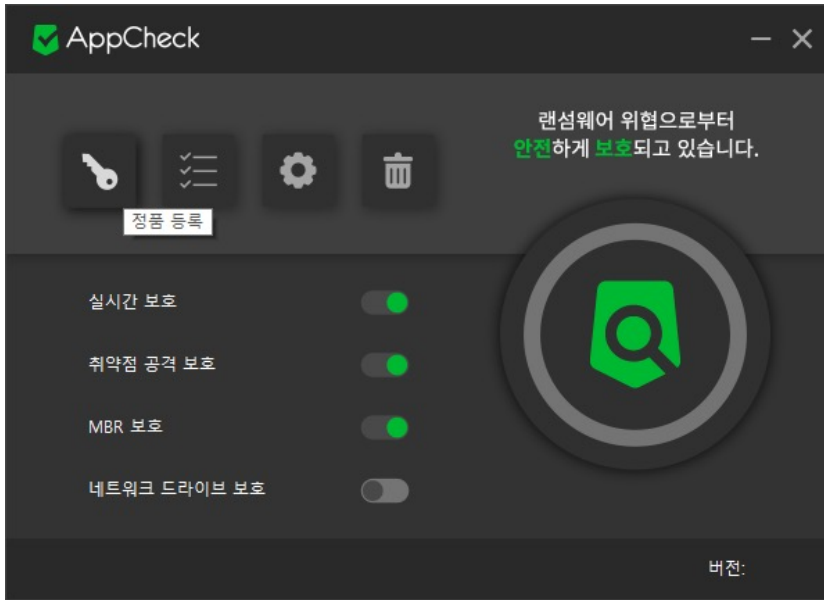 AppCheck
랜섬웨어 위협으로부터
안전하게 보호되고 있습니다.
정품 등록
실시간 보호
취약점 공격 보호
MBR 보호
네트워크 드라이브 보호
버전: